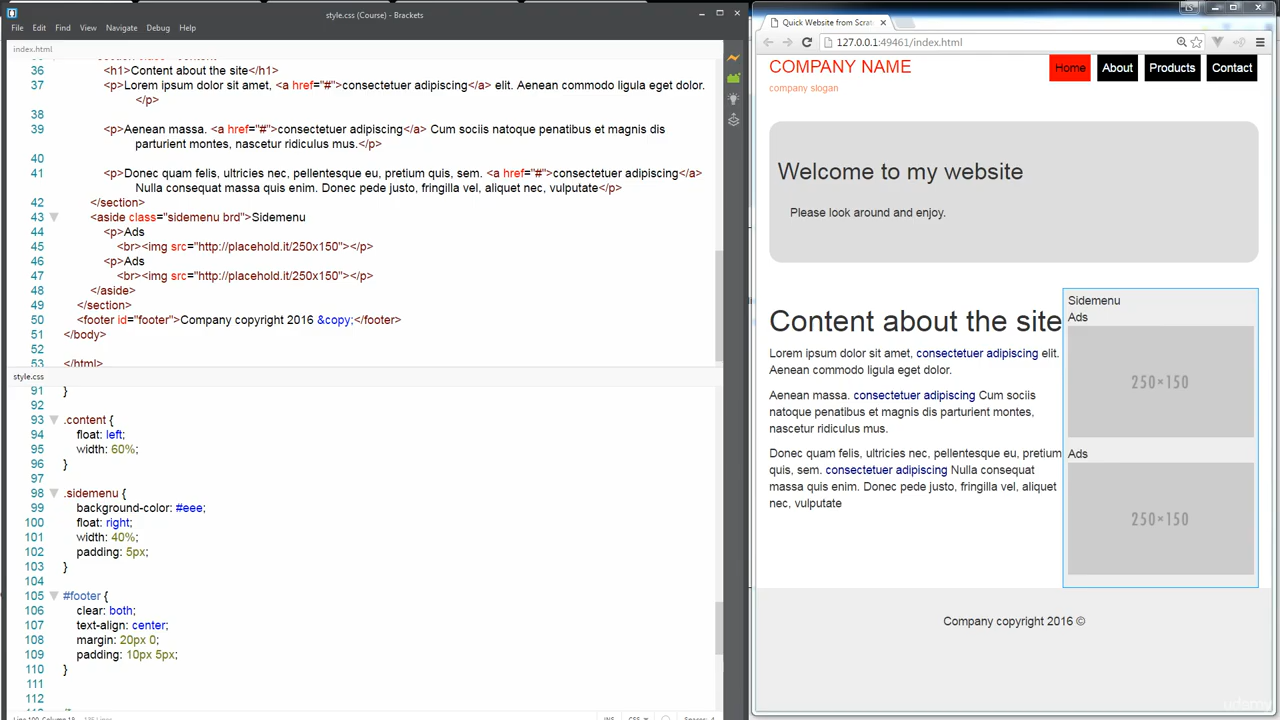 style.css (Course) - Brackets
File Edit Find View Navigate Debug Help
index.html
36 <h1>Content about the site</h1>
37 <p>Lorem ipsum dolor sit amet, <a href="#">consectetuer adipiscing</a> elit. Aenean commodo ligula eget dolor.
</p>
38
39 <p>Aenean massa. <a href="#">consectetuer adipiscing</a> Cum sociis natoque penatibus et magnis dis
parturient montes, nascetur ridiculus mus.</p>
40
41 <p>Donec quam felis, ultricies nec, pellentesque eu, pretium quis, sem. <a href="#">consectetuer adipiscing</a>
Nulla consequat massa quis enim. Donec pede justo, fringilla vel, aliquet nec, vulputate</p>
42 </section>
43 <aside class="sidemenu brd">Sidemenu
44 <p>Ads
45 <br><img src="http://placehold.it/250x150"></p>
46 <p>Ads
47 <br><img src="http://placehold.it/250x150"></p>
48 </aside>
49 </section>
50 <footer id="footer">Company copyright 2016 &copy;</footer>
51 </body>
52
53 </html>
style.css
91 }
92
93 .content {
94 float: left;
95 width: 60%;
96 }
97
98 .sidemenu {
99 background-color: #eee;
100 float: right;
101 width: 40%;
102 padding: 5px;
103 }
104
105 #footer {
106 clear: both;
107 text-align: center;
108 margin: 20px 0;
109 padding: 10px 5px;
110 }
111
112
Quick Website from Scrat
127.0.0.1:49461/index.html
COMPANY NAME
company slogan
Home About Products Contact
Welcome to my website
Please look around and enjoy.
Content about the site
Lorem ipsum dolor sit amet, consectetuer adipiscing elit.
Aenean commodo ligula eget dolor.
Aenean massa. consectetuer adipiscing Cum sociis
natoque penatibus et magnis dis parturient montes,
nascetur ridiculus mus.
Donec quam felis, ultricies nec, pellentesque eu, pretium
quis, sem. consectetuer adipiscing Nulla consequat
massa quis enim. Donec pede justo, fringilla vel, aliquet
nec, vulputate
Sidemenu
Ads
250×150
Ads
250×150
Company copyright 2016 ©
udemy